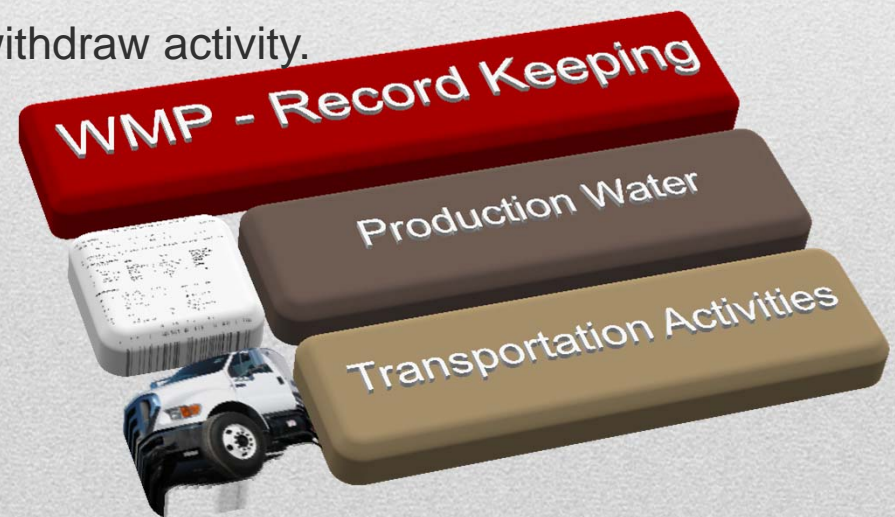 withdraw activity.
WMP - Record Keeping
Production Water
Transportation Activities